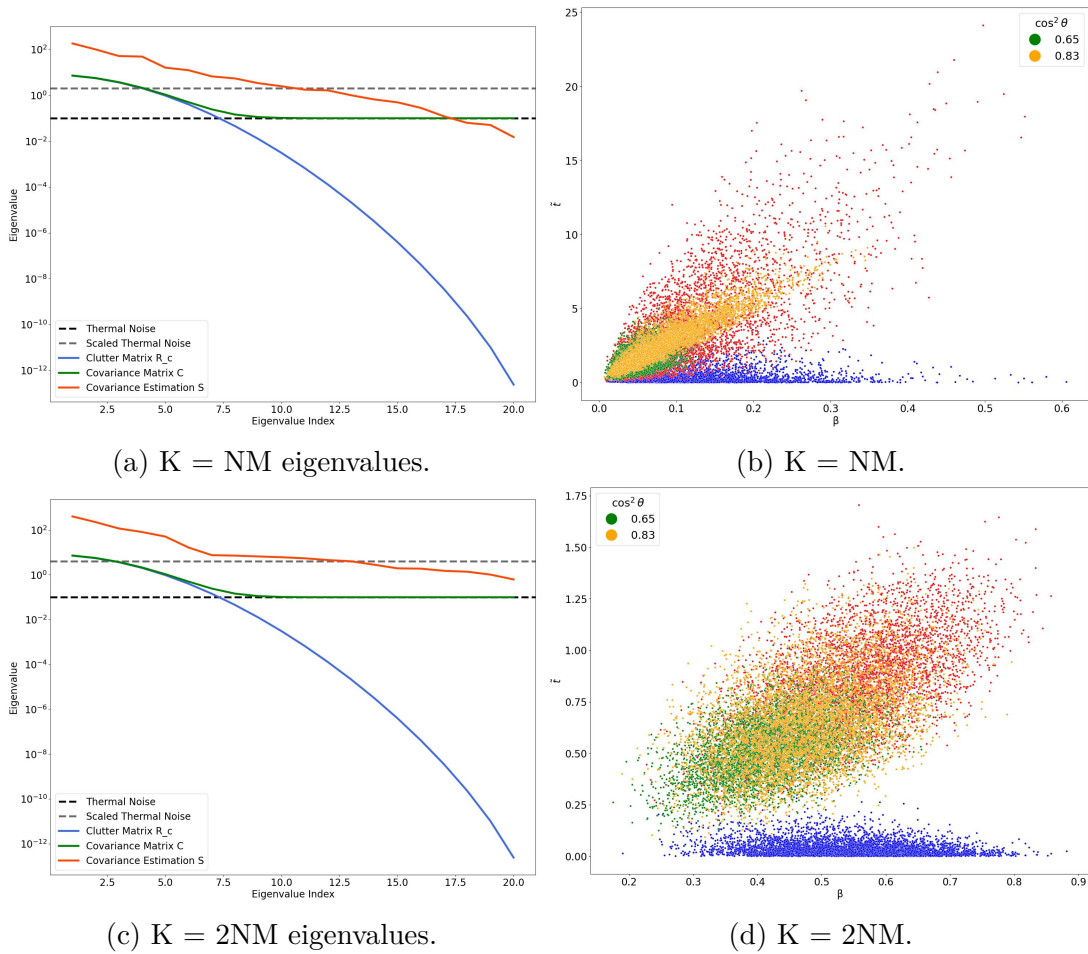 10²
10⁰
10⁻²
10⁻⁴
10⁻⁶
10⁻⁸
10⁻¹⁰
10⁻¹²
Eigenvalue
Thermal Noise
Scaled Thermal Noise
Clutter Matrix R_c
Covariance Matrix C
Covariance Estimation S
2.5 5.0 7.5 10.0 12.5 15.0 17.5 20.0
Eigenvalue Index
(a) K = NM eigenvalues.
25
20
15
10
5
0
t̃
cos² θ
0.65
0.83
0.0 0.1 0.2 0.3 0.4 0.5 0.6
β
(b) K = NM.
10²
10⁰
10⁻²
10⁻⁴
10⁻⁶
10⁻⁸
10⁻¹⁰
10⁻¹²
Eigenvalue
Thermal Noise
Scaled Thermal Noise
Clutter Matrix R_c
Covariance Matrix C
Covariance Estimation S
2.5 5.0 7.5 10.0 12.5 15.0 17.5 20.0
Eigenvalue Index
(c) K = 2NM eigenvalues.
1.75
1.50
1.25
1.00
0.75
0.50
0.25
0.00
t̃
cos² θ
0.65
0.83
0.2 0.3 0.4 0.5 0.6 0.7 0.8 0.9
β
(d) K = 2NM.